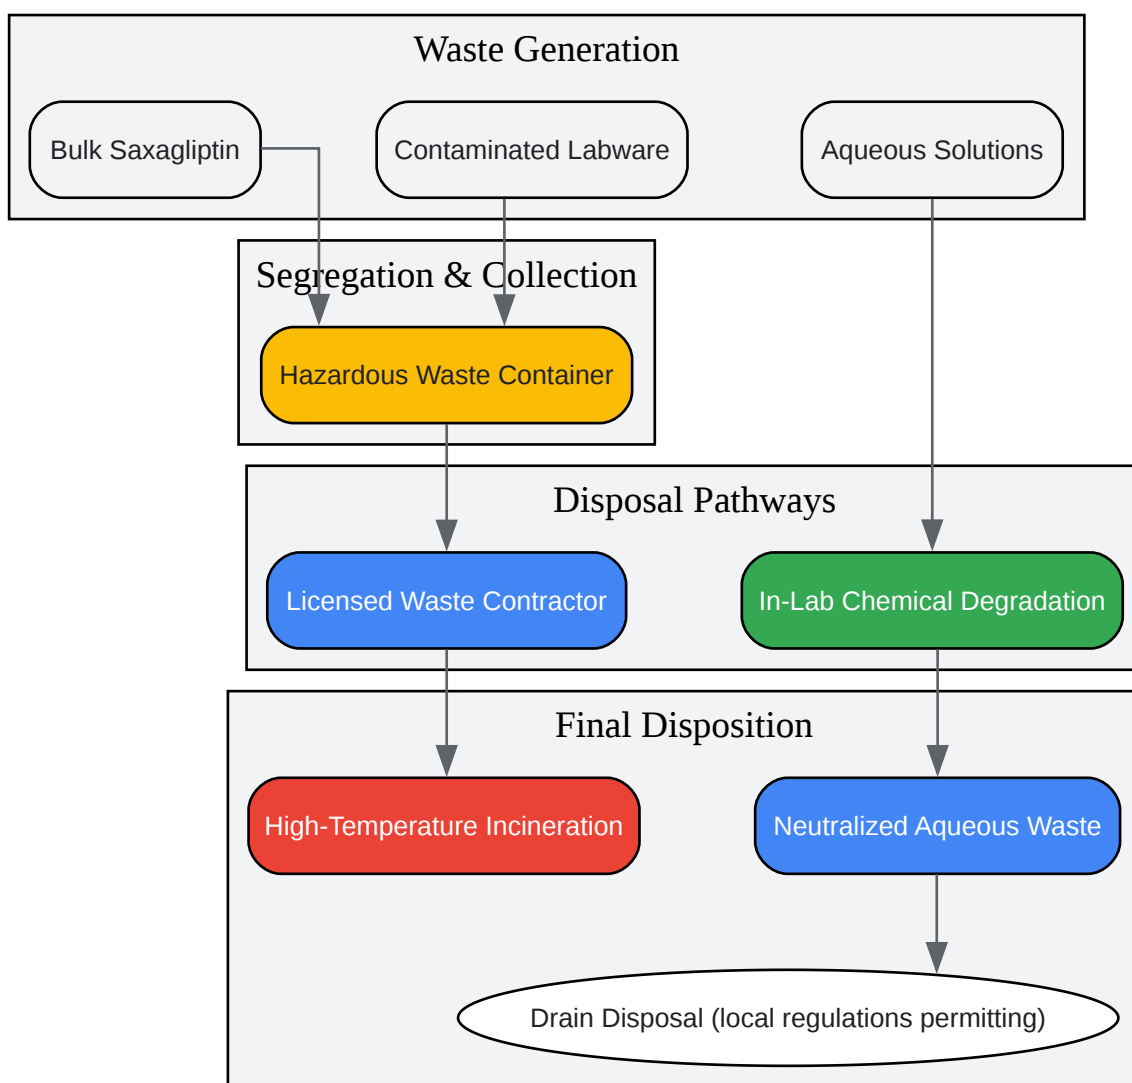 Waste Generation
Bulk Saxagliptin
Contaminated Labware
Aqueous Solutions
Segregation & Collection
Hazardous Waste Container
Disposal Pathways
Licensed Waste Contractor
In-Lab Chemical Degradation
Final Disposition
High-Temperature Incineration
Neutralized Aqueous Waste
Drain Disposal (local regulations permitting)